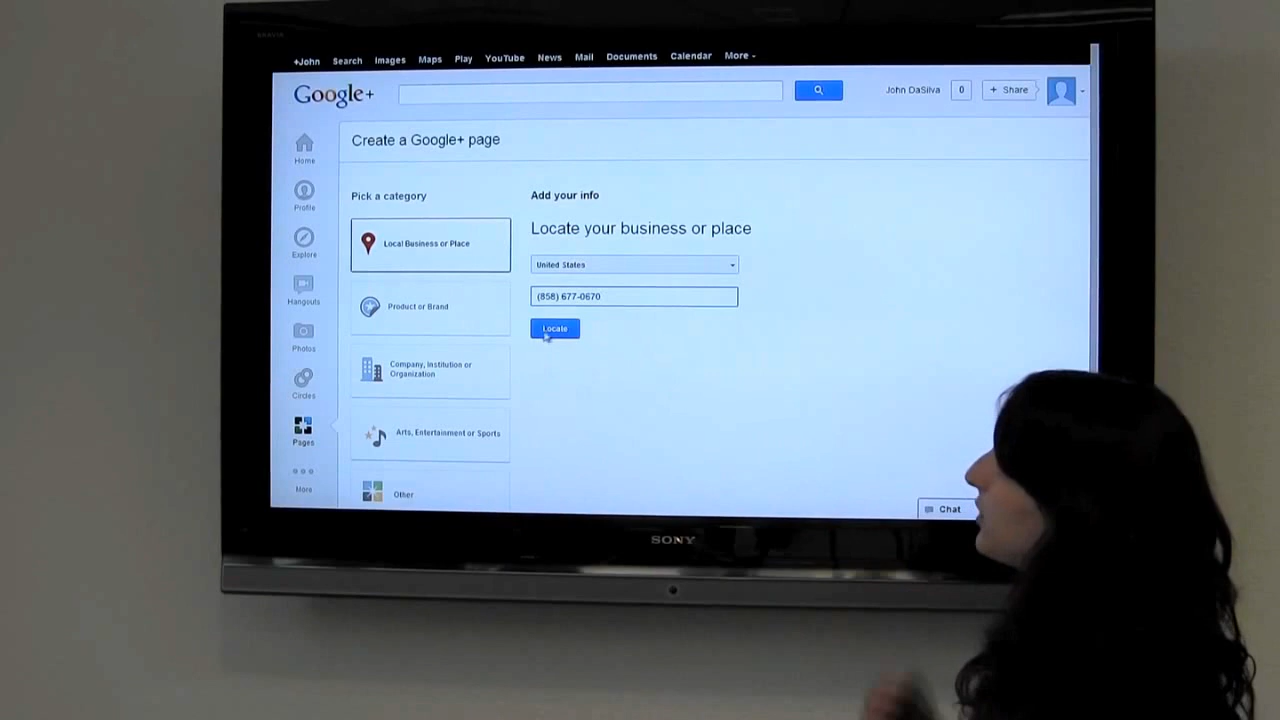 BRAVIA
+John Search Images Maps Play YouTube News Mail Documents Calendar More
Google+
John DaSilva 0 + Share
Create a Google+ page
Home
Profile
Explore
Hangouts
Photos
Circles
Pages
More
Pick a category
Local Business or Place
Product or Brand
Company, Institution or
Organization
Arts, Entertainment or Sports
Other
Add your info
Locate your business or place
United States
(858) 677-0670
Locate
Chat
SONY